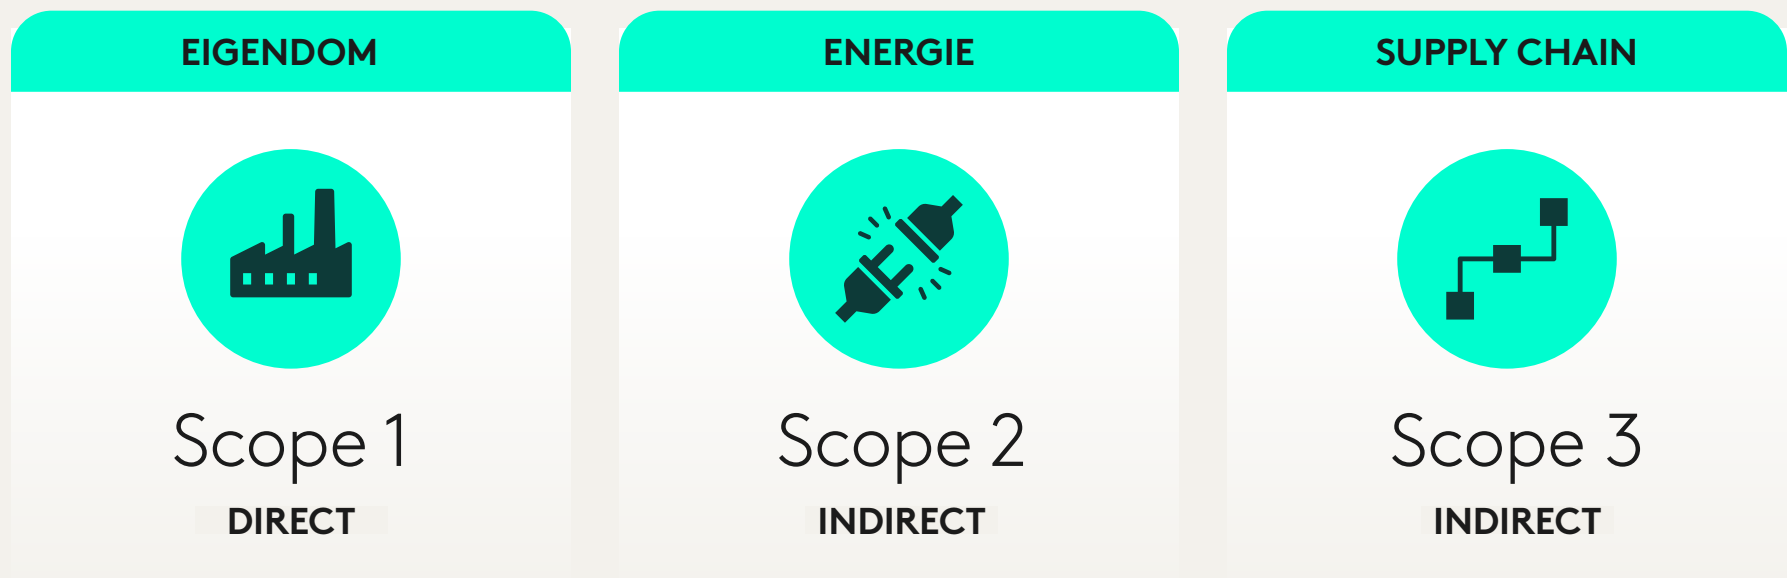 EIGENDOM
ENERGIE
SUPPLY CHAIN
Scope 1
Scope 2
Scope 3
DIRECT
INDIRECT
INDIRECT